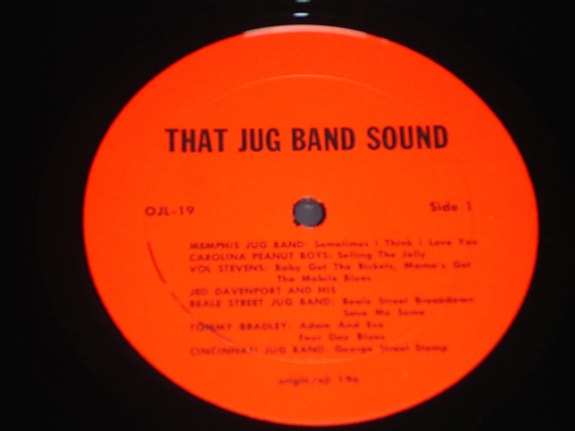 THAT JUG BAND SOUND
OJL-19
Side 1
MEMPHIS JUG BAND: Sometimes I Think I Love You
CAROLINA PEANUT BOYS: Selling The Jelly
VOL STEVENS: Baby Got The Rickets, Mama's Got
The Mobile Blues
JED DAVENPORT AND HIS
BEALE STREET JUG BAND: Beale Street Breakdown
Save Me Some
TOMMY BRADLEY: Adam And Eve
Four Day Blues
CINCINNATI JUG BAND: George Street Stomp
origin/ojl 19a